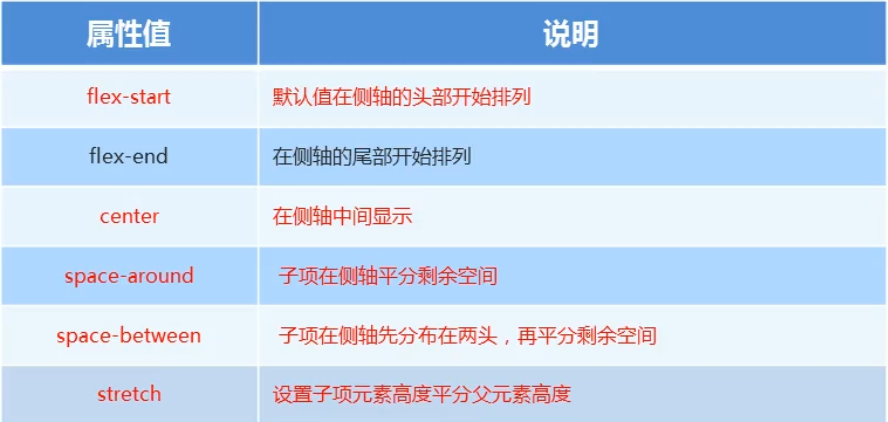 属性值 说明
flex-start 默认值在侧轴的头部开始排列
flex-end 在侧轴的尾部开始排列
center 在侧轴中间显示
space-around 子项在侧轴平分剩余空间
space-between 子项在侧轴先分布在两头，再平分剩余空间
stretch 设置子项元素高度平分父元素高度